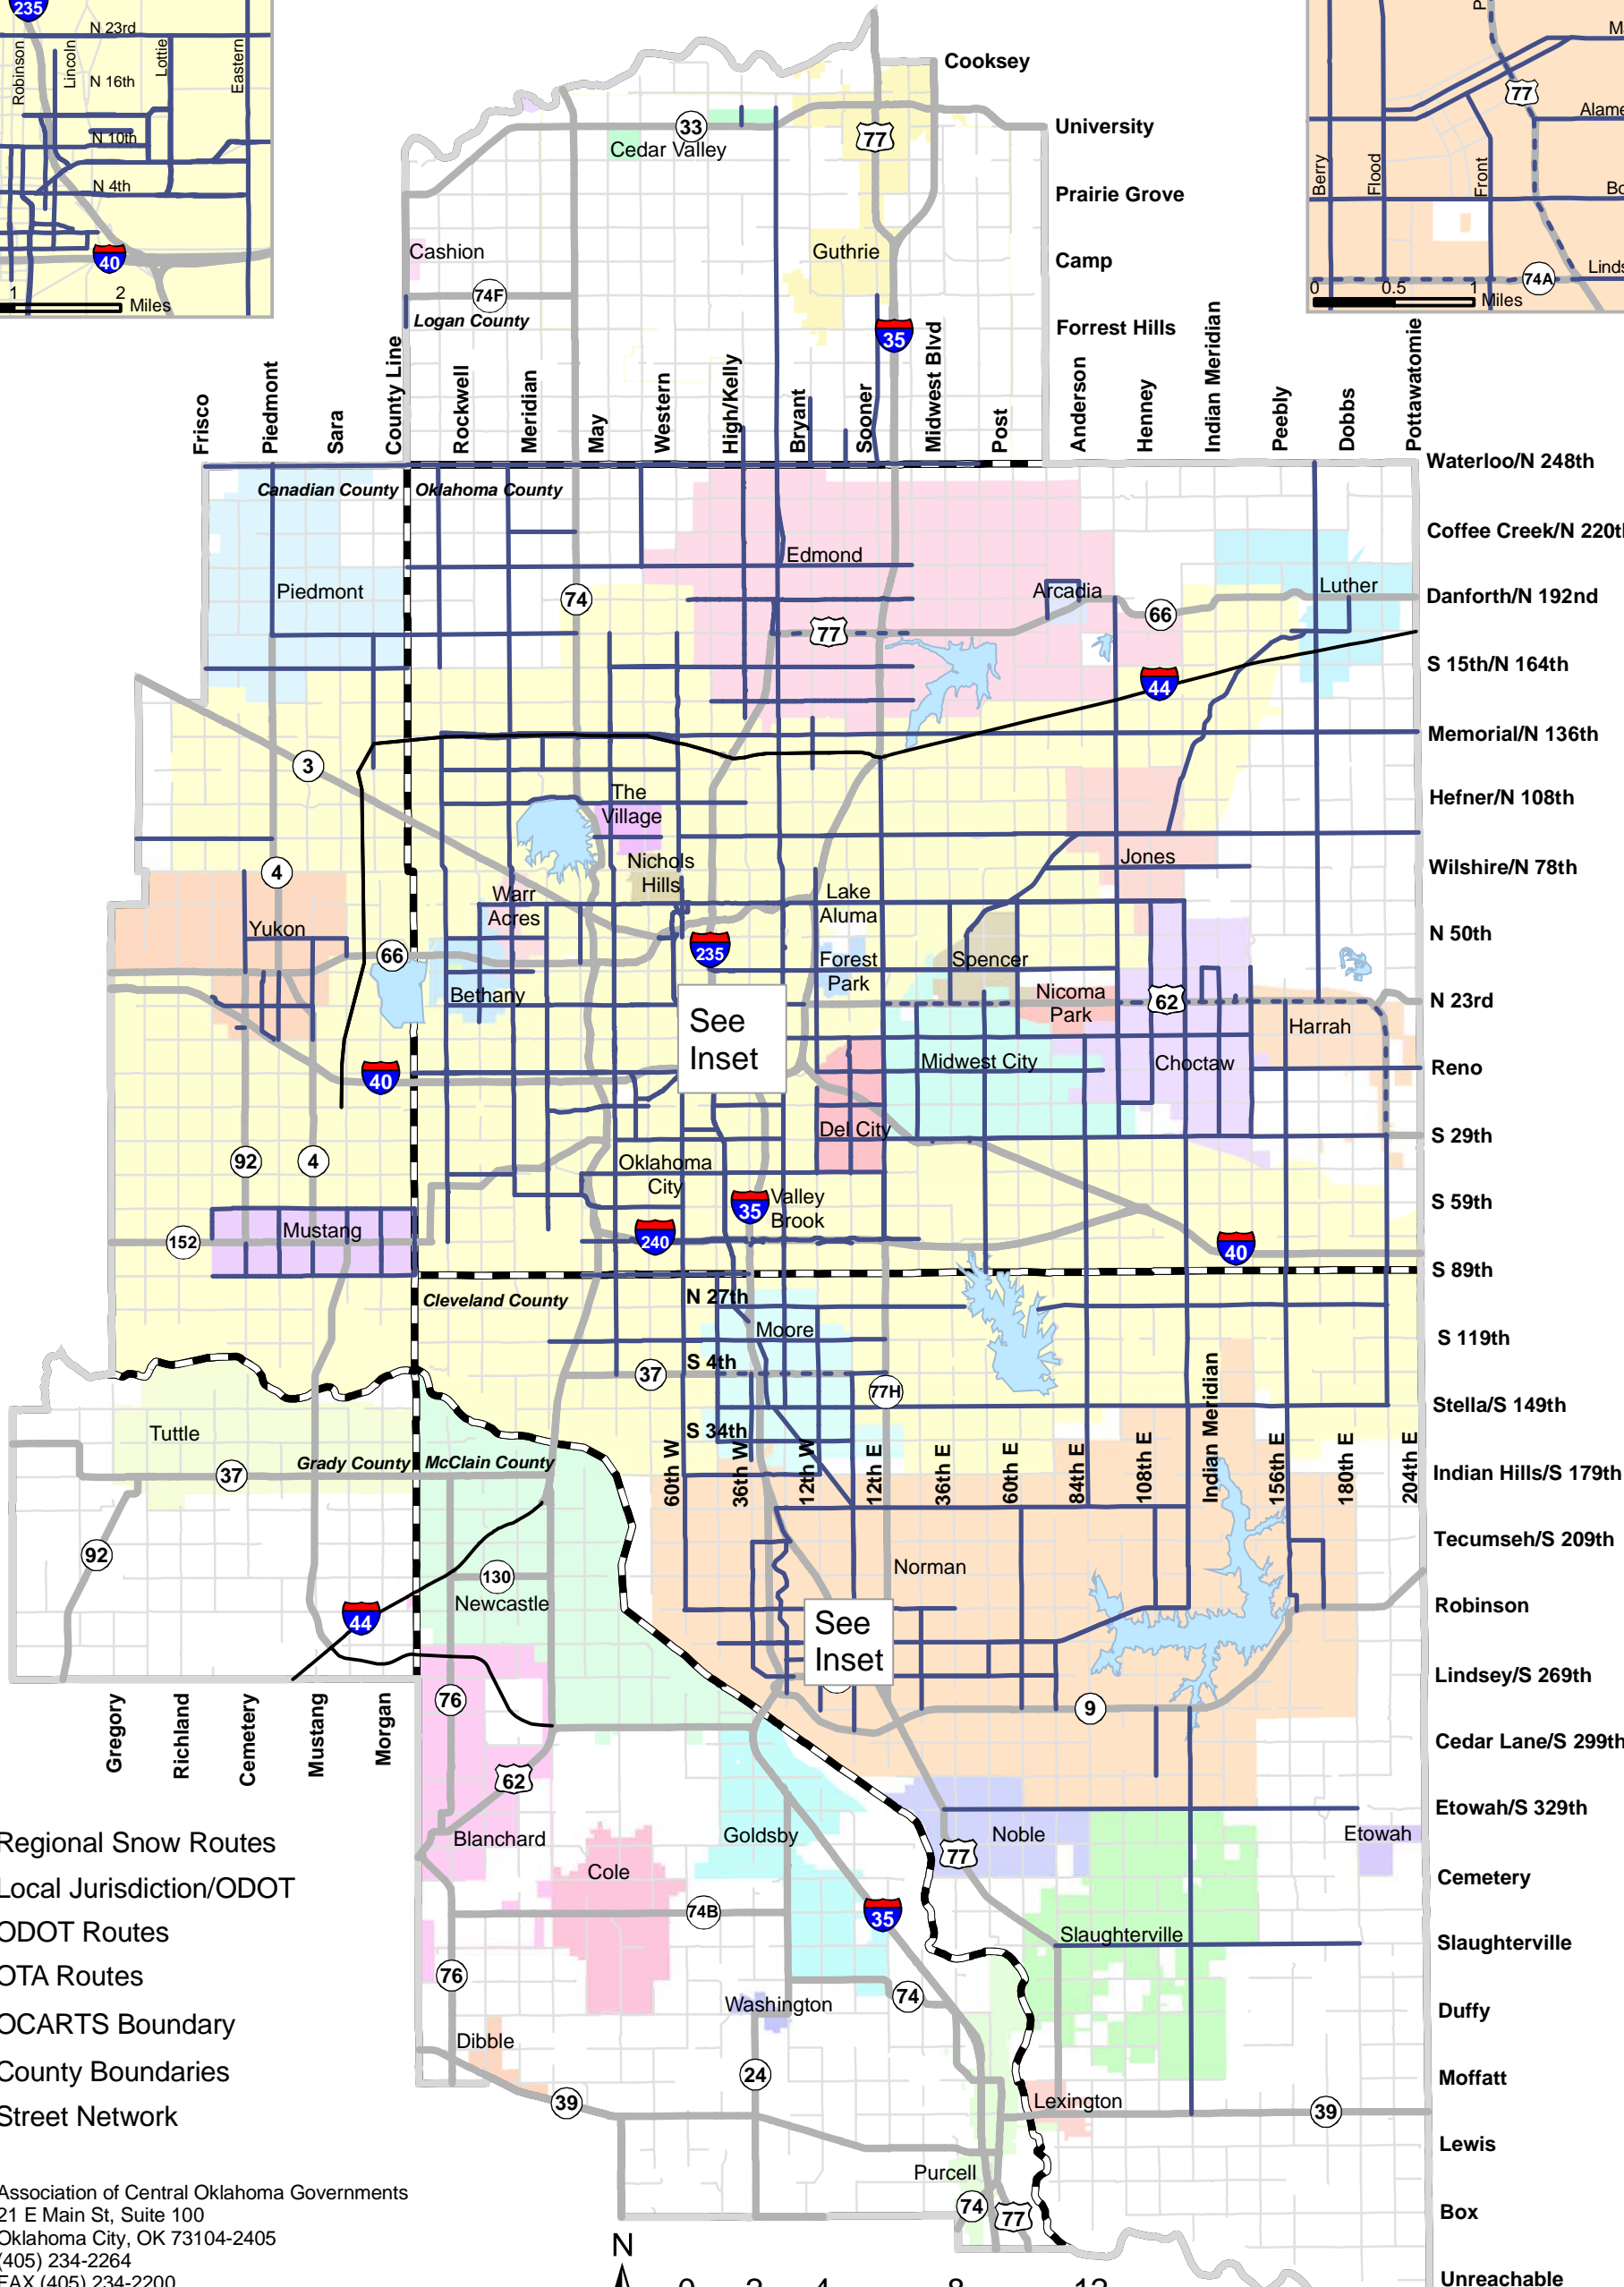 235
N 23rd
Robinson
Lincoln
Lottie
Eastern
N 16th
N 10th
N 4th
40
1
2
Miles
77
Berry
Flood
Front
74A
0
0.5
1
Miles
Cooksey
University
Prairie Grove
Camp
Forrest Hills
33
Cedar Valley
77
Cashion
Guthrie
74F
Logan County
35
Frisco
Piedmont
Sara
County Line
Rockwell
Meridian
May
Western
High/Kelly
Bryant
Sooner
Midwest Blvd
Post
Anderson
Henney
Indian Meridian
Peebly
Dobbs
Pottawatomie
Waterloo/N 248th
Canadian County
Oklahoma County
Coffee Creek/N 220th
Edmond
Piedmont
74
Arcadia
66
Luther
Danforth/N 192nd
77
S 15th/N 164th
44
Memorial/N 136th
3
The
Village
Hefner/N 108th
4
Nichols
Hills
Jones
Wilshire/N 78th
Warr
Acres
Lake
Aluma
Yukon
N 50th
66
235
Forest
Park
Spencer
Bethany
Nicoma
Park
62
N 23rd
See
Inset
Harrah
40
Midwest City
Choctaw
Reno
Del City
S 29th
92
4
Oklahoma
City
35
Valley
Brook
S 59th
152
Mustang
240
40
S 89th
Cleveland County
N 27th
Moore
S 119th
S 4th
37
77H
Stella/S 149th
Tuttle
S 34th
Grady County
McClain County
37
60th W
36th W
12th W
12th E
36th E
60th E
84th E
108th E
Indian Meridian
156th E
180th E
204th E
Indian Hills/S 179th
92
130
Newcastle
Norman
Tecumseh/S 209th
44
See
Inset
Robinson
Lindsey/S 269th
76
9
Gregory
Richland
Cemetery
Mustang
Morgan
Cedar Lane/S 299th
62
Etowah/S 329th
Blanchard
Goldsby
Noble
Etowah
77
Cole
Cemetery
74B
35
Slaughterville
Slaughterville
76
74
Washington
Duffy
Dibble
24
Moffatt
39
Lexington
39
Lewis
Purcell
74
77
Box
Unreachable
Regional Snow Routes
Local Jurisdiction/ODOT
ODOT Routes
OTA Routes
OCARTS Boundary
County Boundaries
Street Network
Association of Central Oklahoma Governments
21 E Main St, Suite 100
Oklahoma City, OK 73104-2405
(405) 234-2264
FAX (405) 234-2200
N